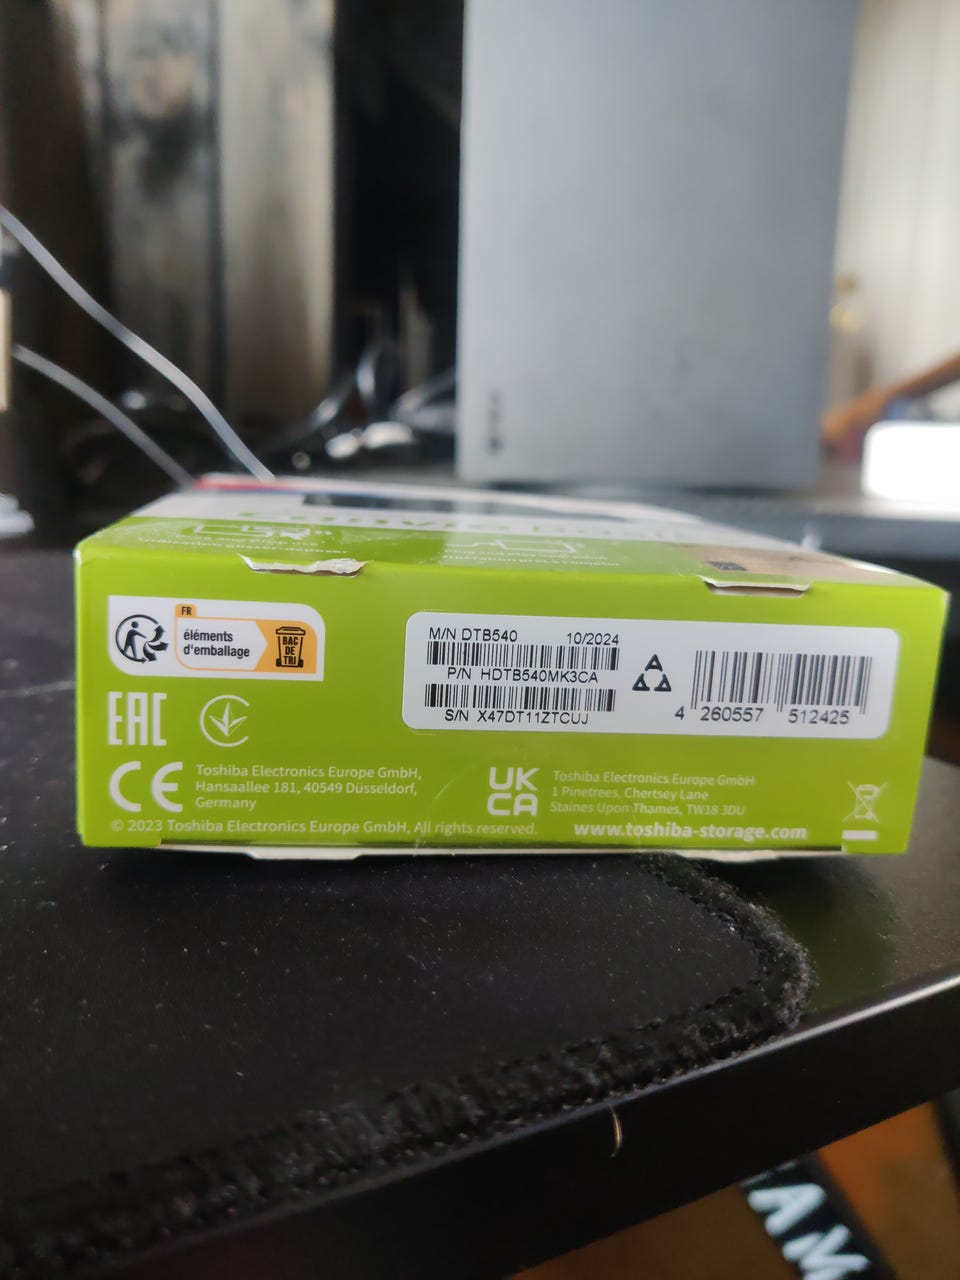 FR
éléments
d'emballage
BAC
DE
TRI
M/N DTB540 10/2024
P/N HDTB540MK3CA
S/N X47DT11ZTCUJ
4 260557 512425
EAC
CE
Toshiba Electronics Europe GmbH,
Hansaallee 181, 40549 Düsseldorf,
Germany
UK
CA
Toshiba Electronics Europe GmbH
1 Pinetrees, Chertsey Lane
Staines Upon Thames, TW18 3DU
© 2023 Toshiba Electronics Europe GmbH, All rights reserved.
www.toshiba-storage.com
AM